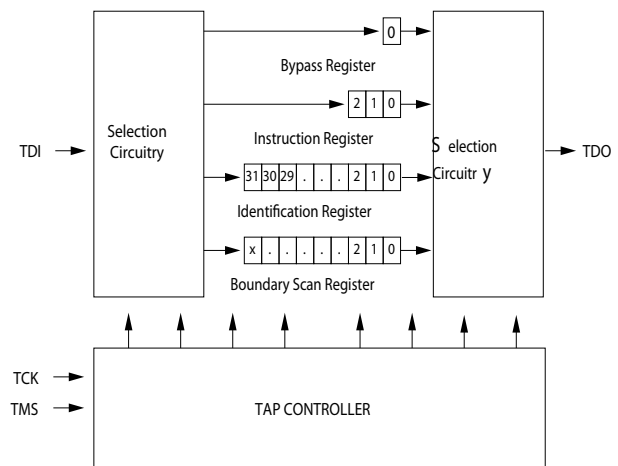 0
Bypass Register
2 1 0
Selection
Circuitry
TDI
Instruction Register
S election
Circuitr y
TDO
31 30 29 . . . 2 1 0
Identification Register
x . . . . . 2 1 0
Boundary Scan Register
TCK
TMS
TAP CONTROLLER